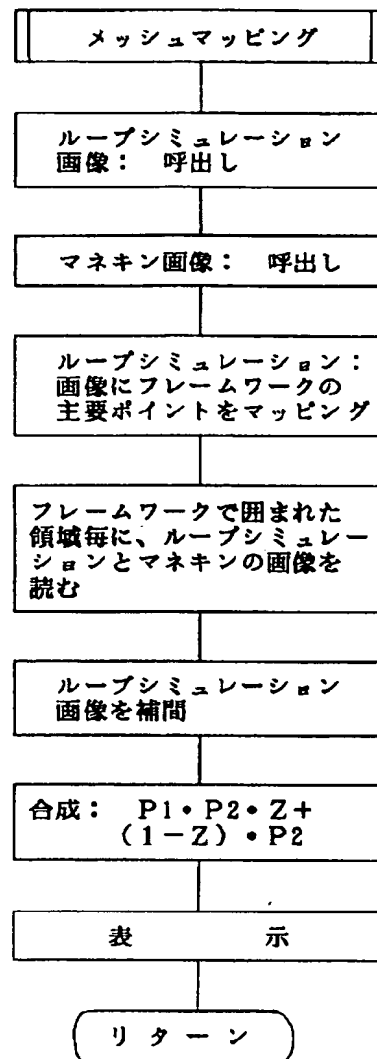 メッシュマッピング
ループシミュレーション
画像： 呼出し
マネキン画像： 呼出し
ループシミュレーション：
画像にフレームワークの
主要ポイントをマッピング
フレームワークで囲まれた
領域毎に、ループシミュレー
ションとマネキンの画像を
読む
ループシミュレーション
画像を補間
合成： P1・P2・Z＋
（1－Z）・P2
表 示
リターン